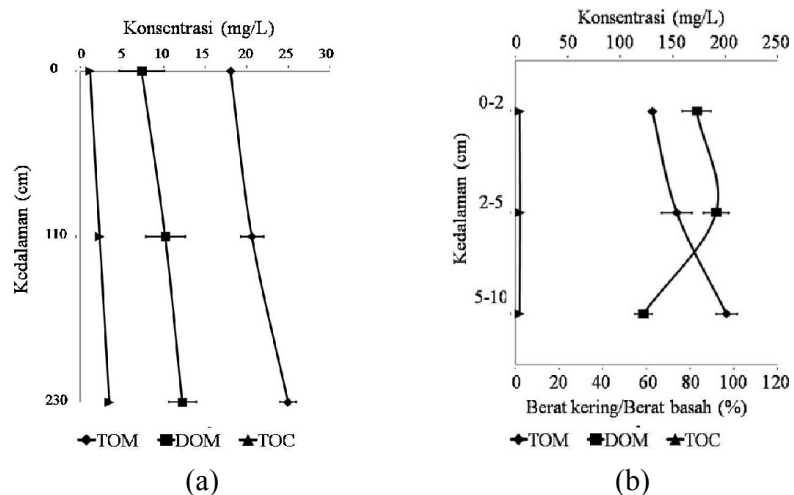 Konsentrasi (mg/L)
0 5 10 15 20 25 30
Kedalaman (cm)
0
110
230
TOM DOM TOC
(a)
Konsentrasi (mg/L)
0 50 100 150 200 250
Kedalaman (cm)
0-2
2-5
5-10
0 20 40 60 80 100 120
Berat kering/Berat basah (%)
TOM DOM TOC
(b)